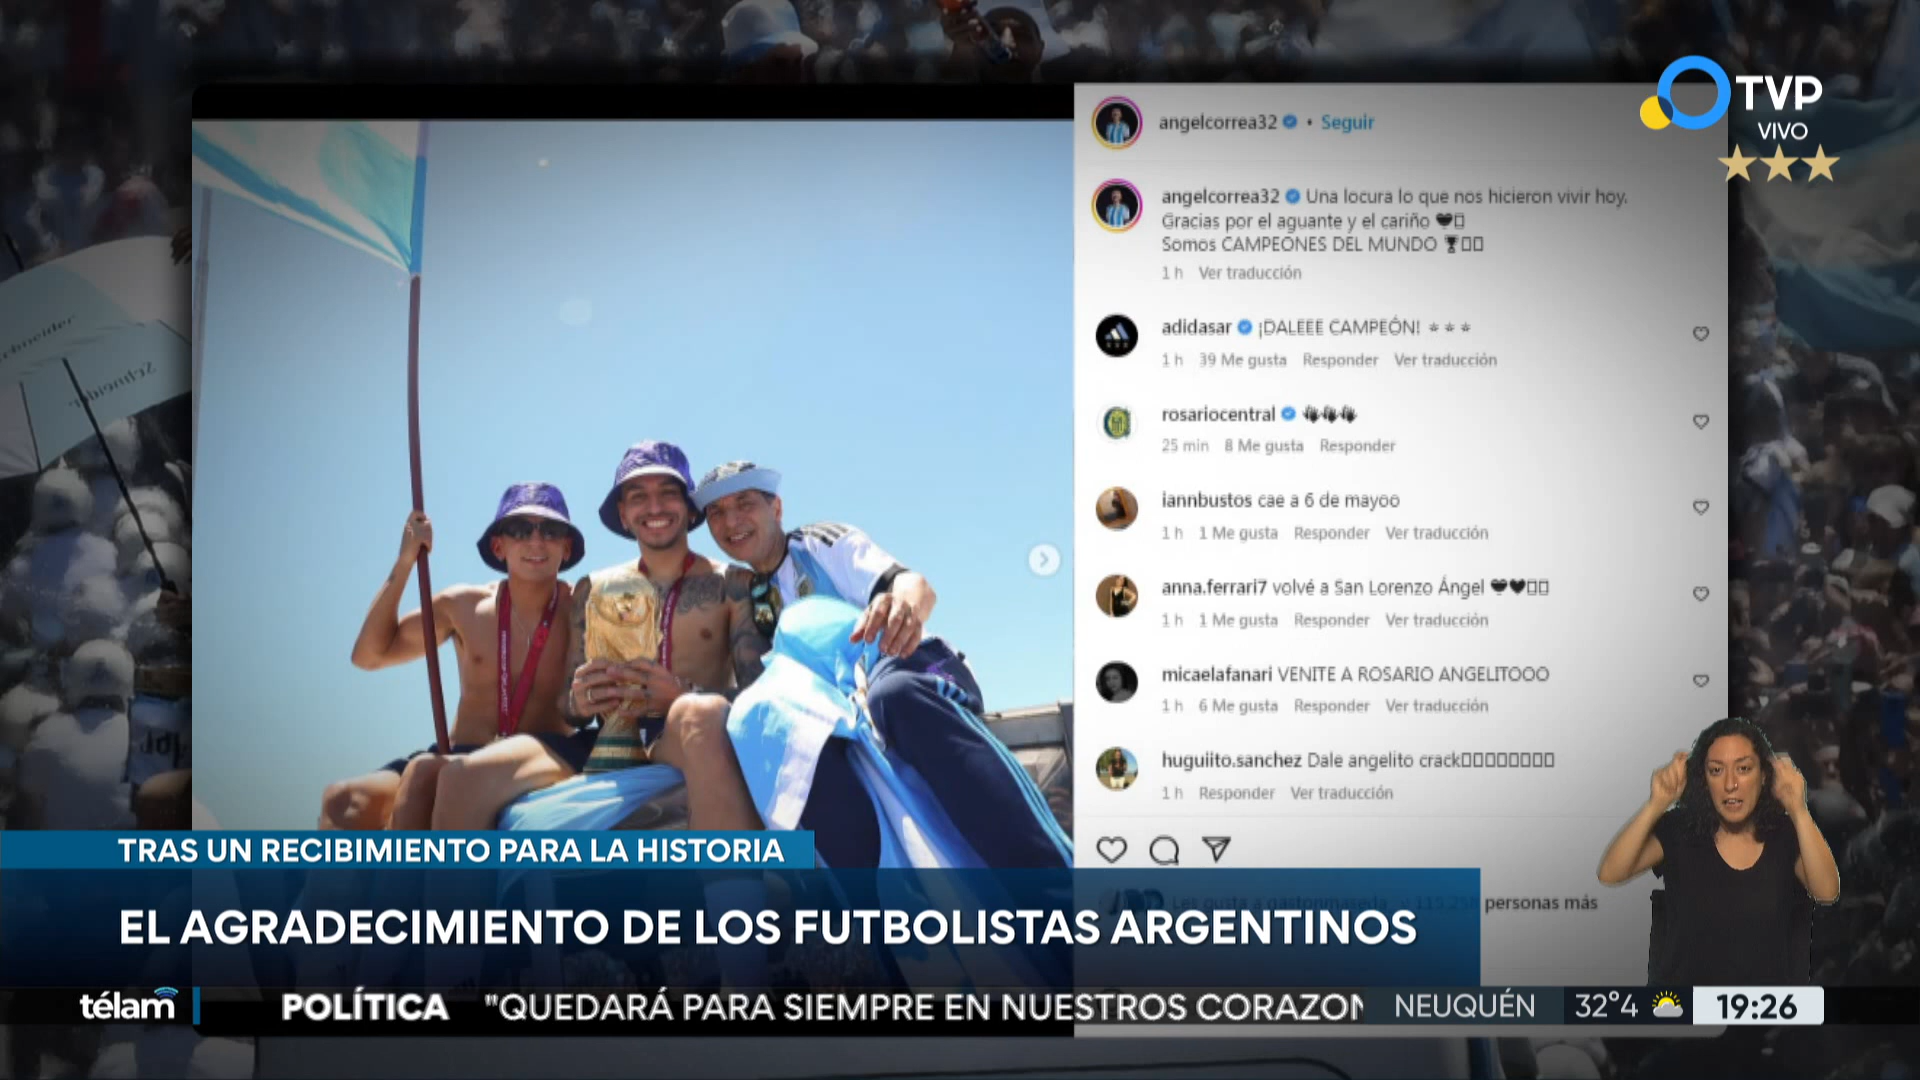 TVP
VIVO
angelcorrea32 • Seguir
angelcorrea32 Una locura lo que nos hicieron vivir hoy.
Gracias por el aguante y el cariño
Somos CAMPEONES DEL MUNDO
1 h Ver traducción
adidasar ¡DALEEE CAMPEÓN! ***
1 h 39 Me gusta Responder Ver traducción
rosariocentral
25 min 8 Me gusta Responder
iannbustos cae a 6 de mayoo
1 h 1 Me gusta Responder Ver traducción
anna.ferrari7 volvé a San Lorenzo Ángel
1 h 1 Me gusta Responder Ver traducción
micaelafanari VENITE A ROSARIO ANGELITOOO
1 h 6 Me gusta Responder Ver traducción
huguiito.sanchez Dale angelito crack
1 h Responder Ver traducción
Les gusta a gastonmaseda personas más
Schneider
TRAS UN RECIBIMIENTO PARA LA HISTORIA
EL AGRADECIMIENTO DE LOS FUTBOLISTAS ARGENTINOS
télam POLÍTICA "QUEDARÁ PARA SIEMPRE EN NUESTROS CORAZON NEUQUÉN 32°4 19:26